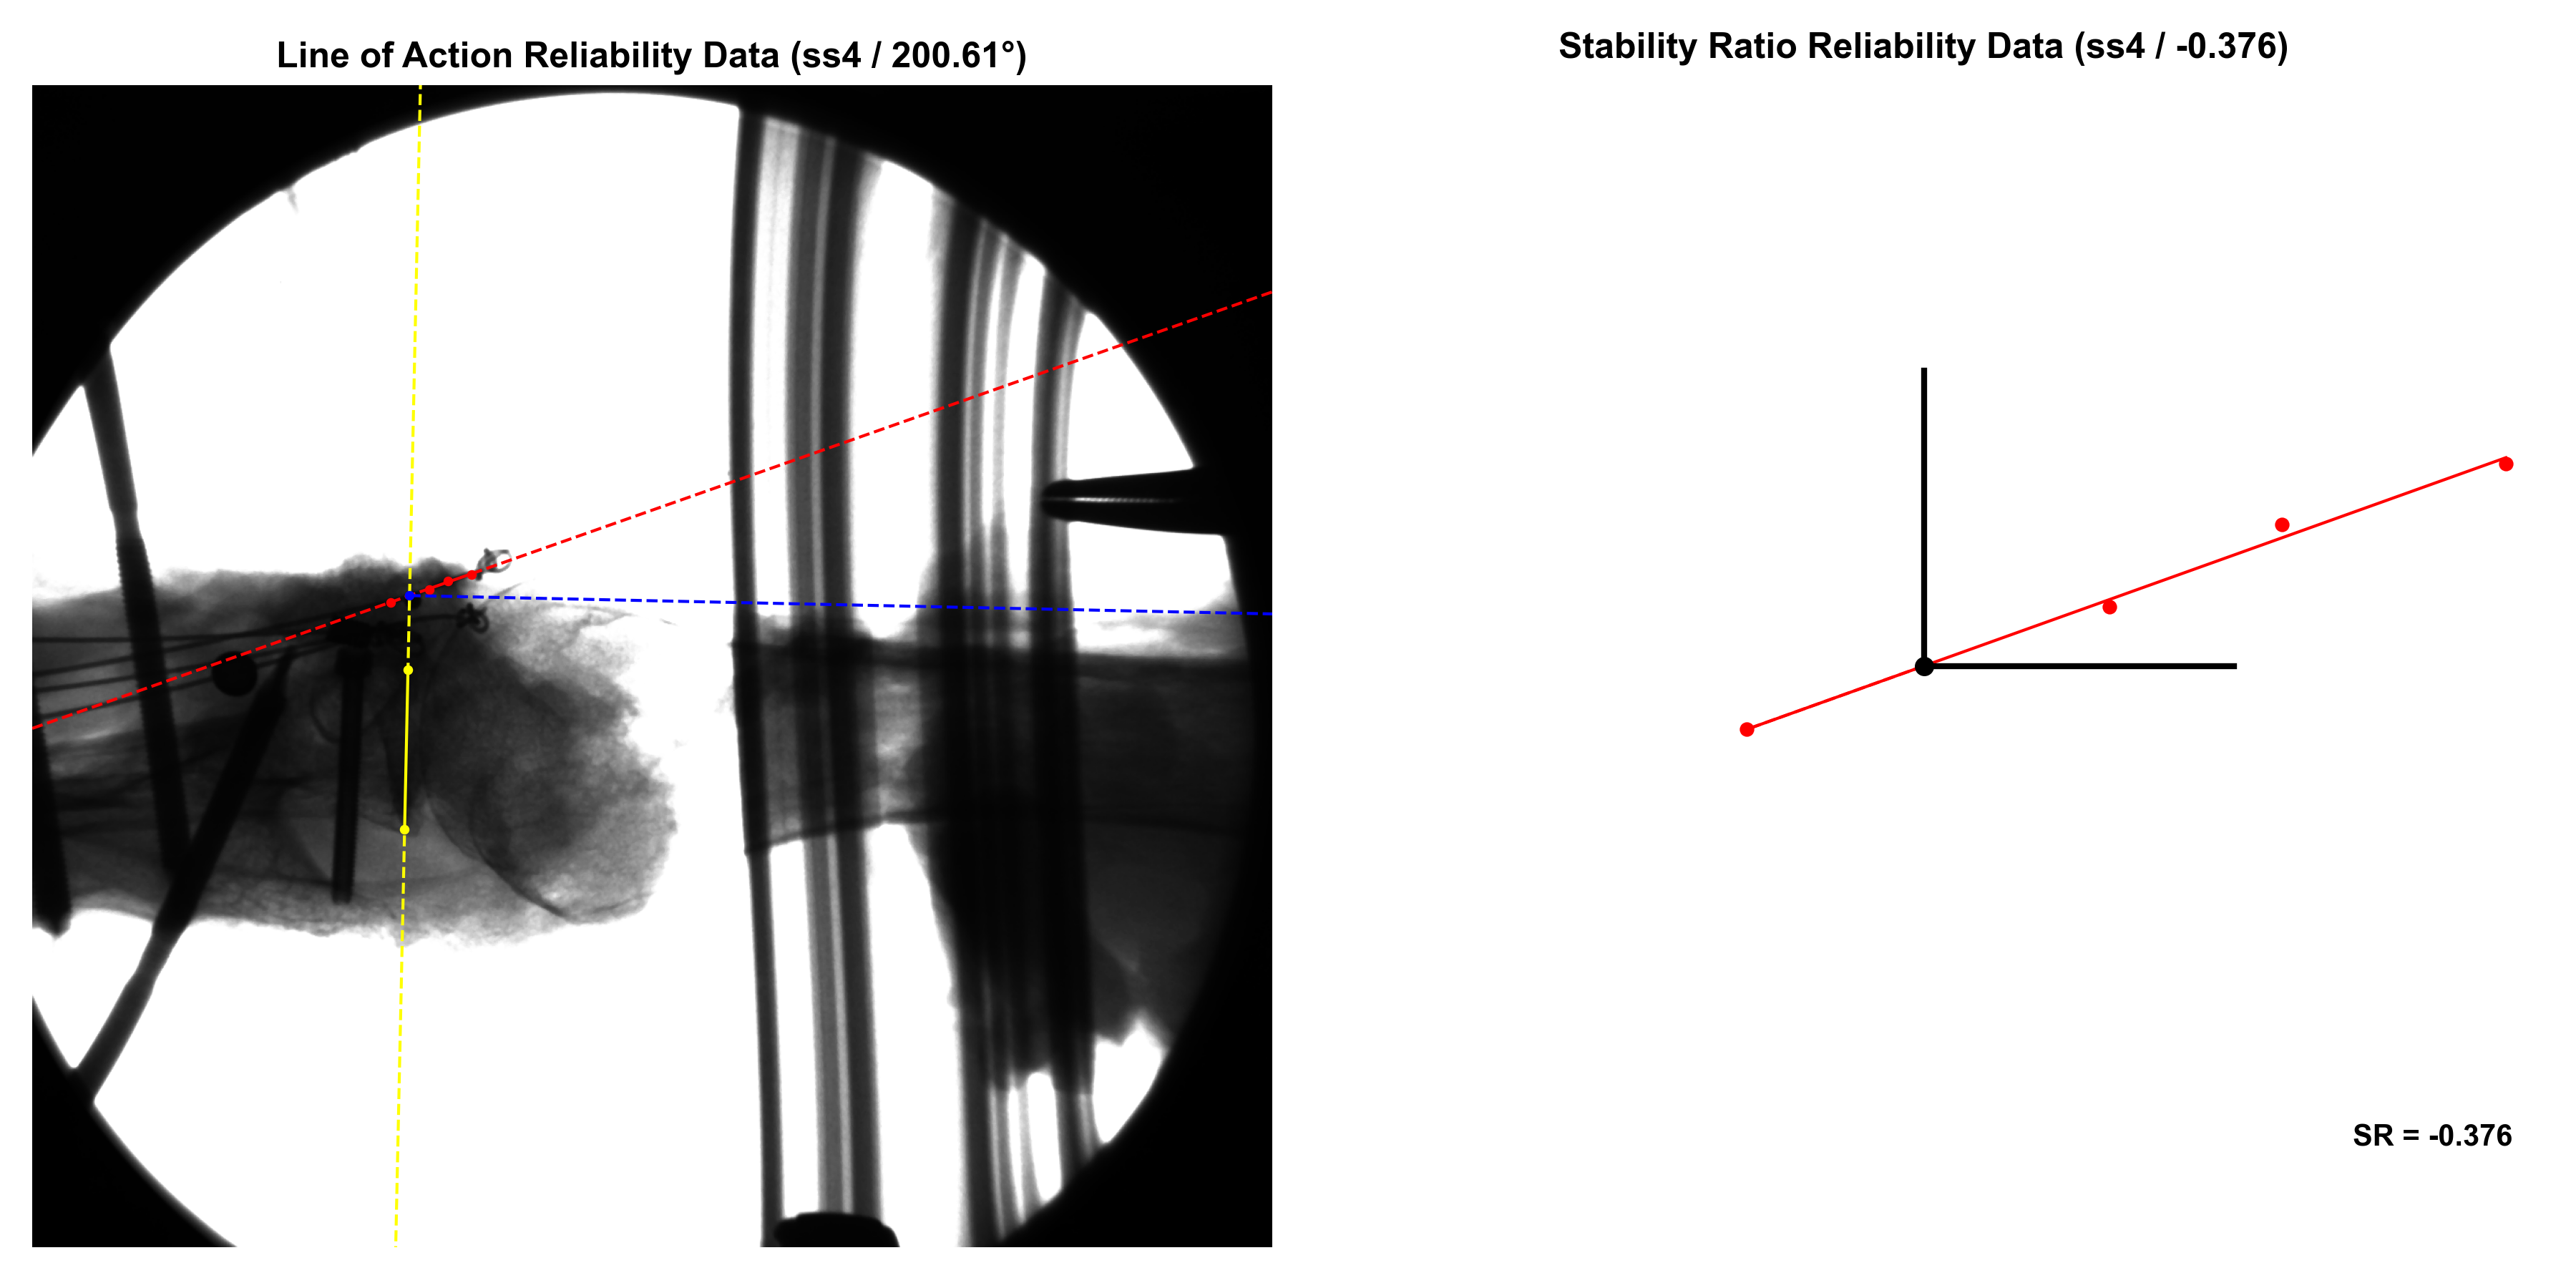 Line of Action Reliability Data (ss4 / 200.61°)
Stability Ratio Reliability Data (ss4 / -0.376)
SR = -0.376